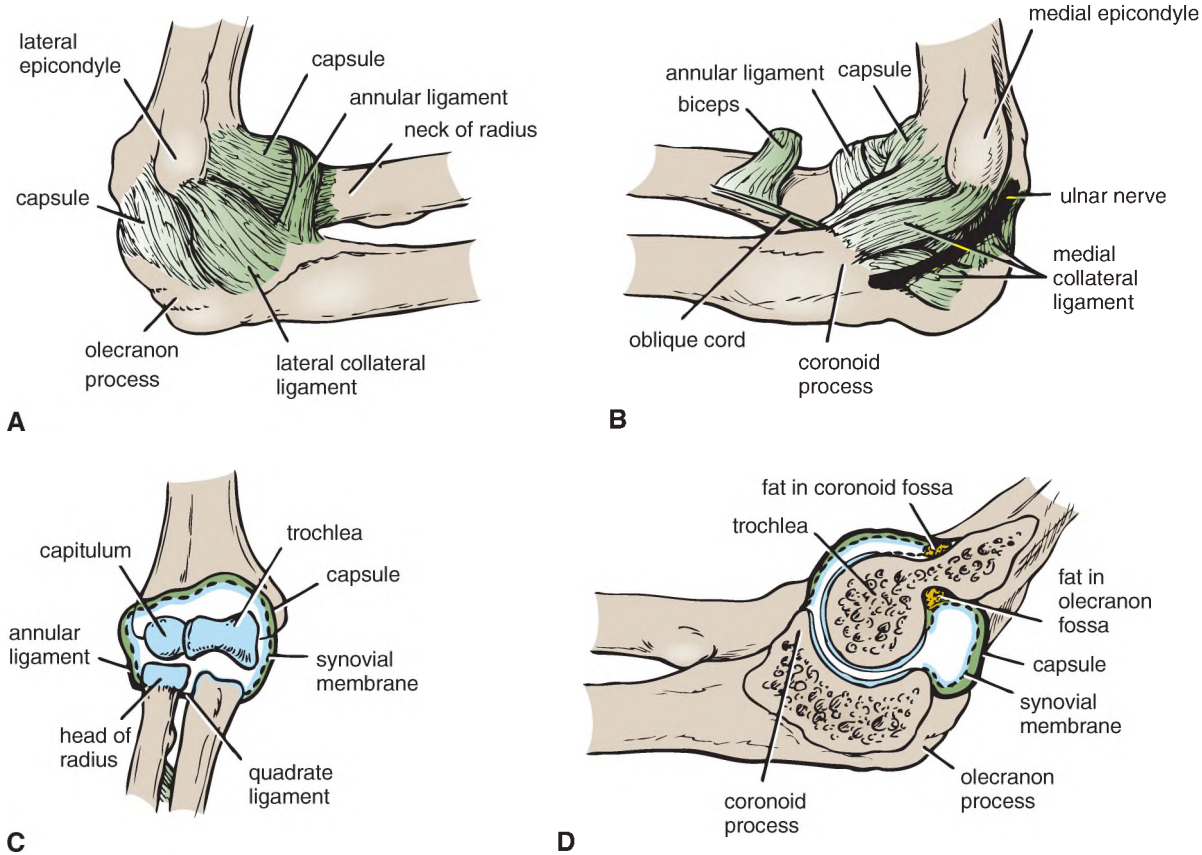 lateral
epicondyle
capsule
annular ligament
neck of radius
capsule
olecranon
process
lateral collateral
ligament
A
medial epicondyle
annular ligament
capsule
biceps
ulnar nerve
medial
collateral
ligament
oblique cord
coronoid
process
B
capitulum
trochlea
capsule
annular
ligament
synovial
membrane
head of
radius
quadrate
ligament
C
fat in coronoid fossa
trochlea
fat in
olecranon
fossa
capsule
synovial
membrane
olecranon
process
coronoid
process
D